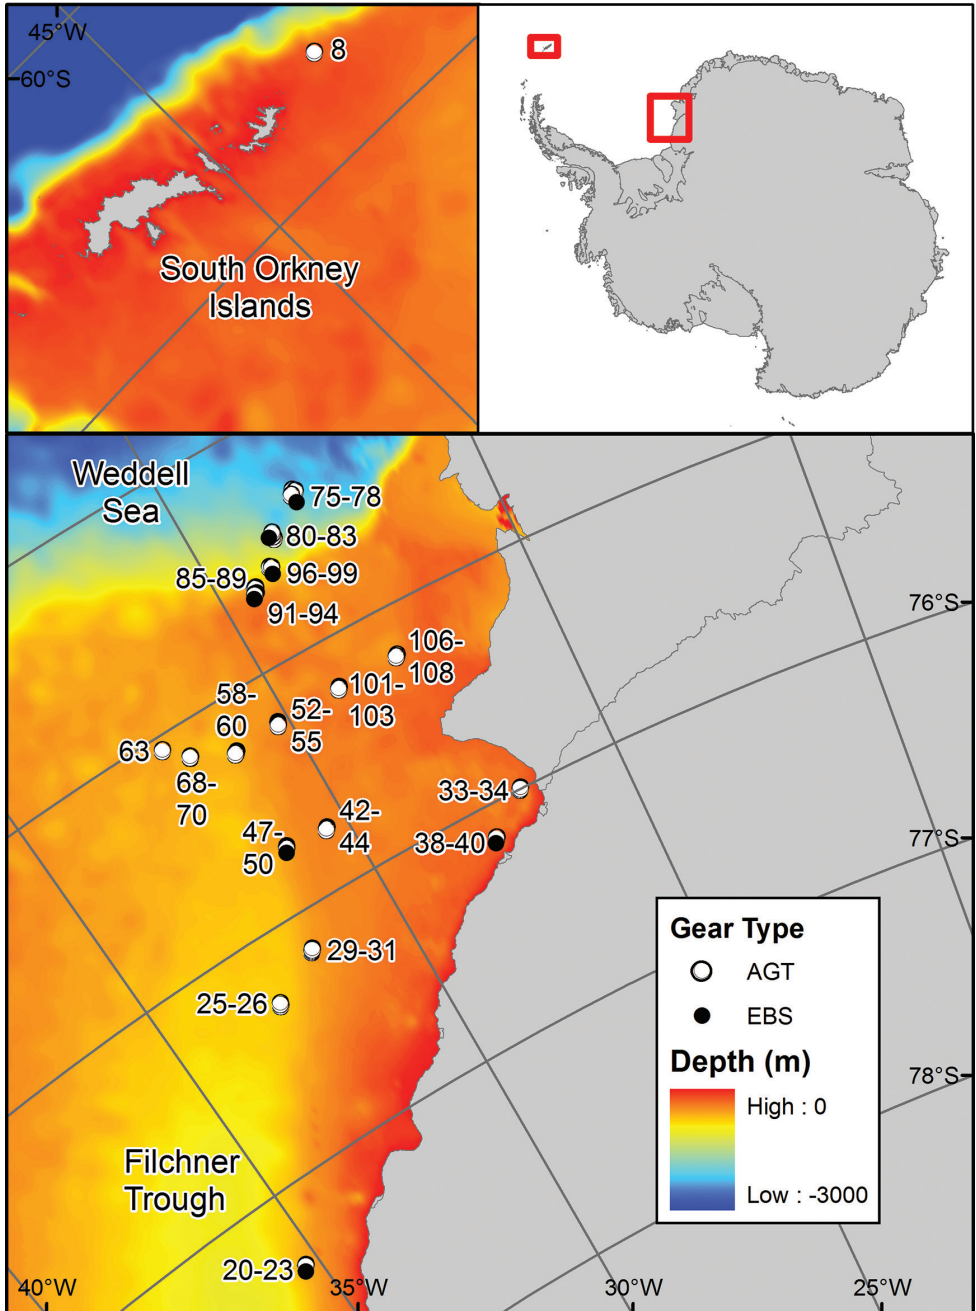 45°W
60°S
8
South Orkney
Islands
Weddell
Sea
75-78
80-83
96-99
85-89
91-94
106-
108
101-
103
58-
60
52-
55
63
68-
70
33-34
42-
44
47-
50
38-40
29-31
25-26
20-23
Filchner
Trough
76°S
77°S
78°S
Gear Type
AGT
EBS
Depth (m)
High : 0
Low : -3000
40°W
35°W
30°W
25°W